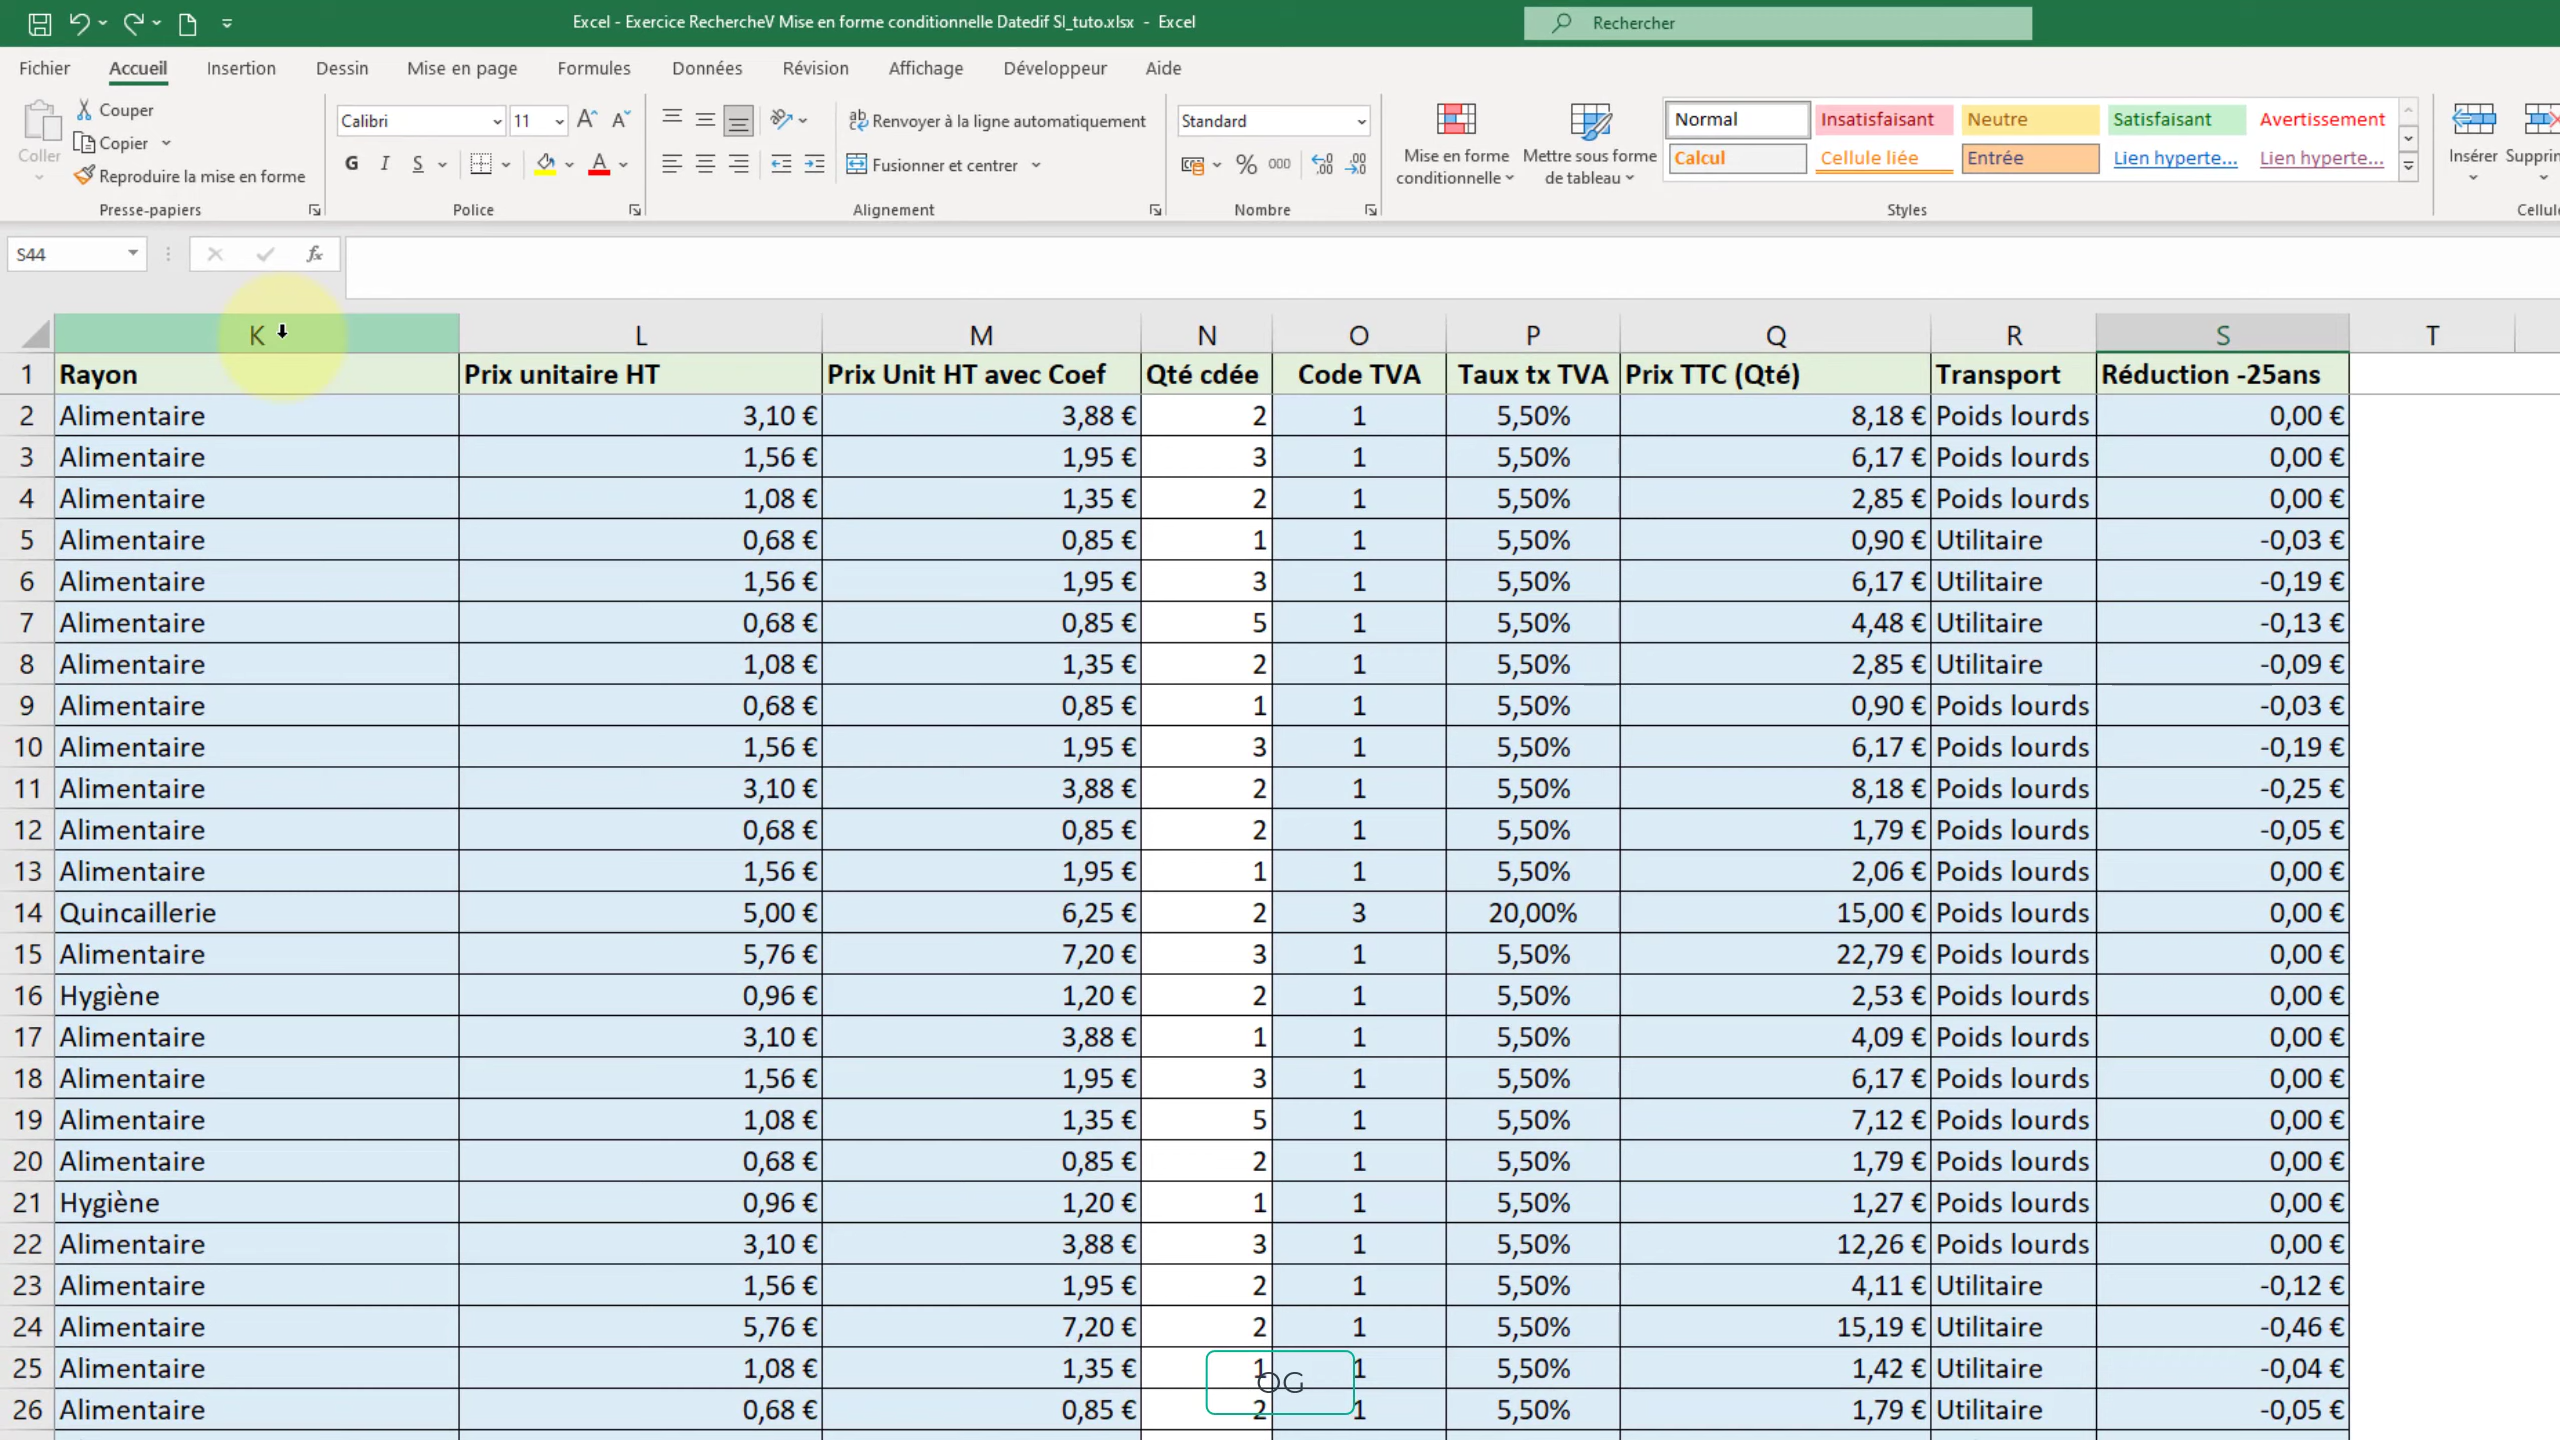 Excel - Exercice RechercheV Mise en forme conditionnelle Datedif SI_tuto.xlsx - Excel
Rechercher
Fichier Accueil Insertion Dessin Mise en page Formules Données Révision Affichage Développeur Aide
Coller
Couper
Copier
Reproduire la mise en forme
Presse-papiers
Calibri 11
G I S
Police
Renvoyer à la ligne automatiquement
Fusionner et centrer
Alignement
Standard
% 000
Nombre
Mise en forme conditionnelle
Mettre sous forme de tableau
Normal Insatisfaisant Neutre Satisfaisant Avertissement
Calcul Cellule liée Entrée Lien hyperte... Lien hyperte...
Styles
Insérer Supprin
Cellule
S44
fx
K L M N O P Q R S T
1 Rayon Prix unitaire HT Prix Unit HT avec Coef Qté cdée Code TVA Taux tx TVA Prix TTC (Qté) Transport Réduction -25ans
2 Alimentaire 3,10 € 3,88 € 2 1 5,50% 8,18 € Poids lourds 0,00 €
3 Alimentaire 1,56 € 1,95 € 3 1 5,50% 6,17 € Poids lourds 0,00 €
4 Alimentaire 1,08 € 1,35 € 2 1 5,50% 2,85 € Poids lourds 0,00 €
5 Alimentaire 0,68 € 0,85 € 1 1 5,50% 0,90 € Utilitaire -0,03 €
6 Alimentaire 1,56 € 1,95 € 3 1 5,50% 6,17 € Utilitaire -0,19 €
7 Alimentaire 0,68 € 0,85 € 5 1 5,50% 4,48 € Utilitaire -0,13 €
8 Alimentaire 1,08 € 1,35 € 2 1 5,50% 2,85 € Utilitaire -0,09 €
9 Alimentaire 0,68 € 0,85 € 1 1 5,50% 0,90 € Poids lourds -0,03 €
10 Alimentaire 1,56 € 1,95 € 3 1 5,50% 6,17 € Poids lourds -0,19 €
11 Alimentaire 3,10 € 3,88 € 2 1 5,50% 8,18 € Poids lourds -0,25 €
12 Alimentaire 0,68 € 0,85 € 2 1 5,50% 1,79 € Poids lourds -0,05 €
13 Alimentaire 1,56 € 1,95 € 1 1 5,50% 2,06 € Poids lourds 0,00 €
14 Quincaillerie 5,00 € 6,25 € 2 3 20,00% 15,00 € Poids lourds 0,00 €
15 Alimentaire 5,76 € 7,20 € 3 1 5,50% 22,79 € Poids lourds 0,00 €
16 Hygiène 0,96 € 1,20 € 2 1 5,50% 2,53 € Poids lourds 0,00 €
17 Alimentaire 3,10 € 3,88 € 1 1 5,50% 4,09 € Poids lourds 0,00 €
18 Alimentaire 1,56 € 1,95 € 3 1 5,50% 6,17 € Poids lourds 0,00 €
19 Alimentaire 1,08 € 1,35 € 5 1 5,50% 7,12 € Poids lourds 0,00 €
20 Alimentaire 0,68 € 0,85 € 2 1 5,50% 1,79 € Poids lourds 0,00 €
21 Hygiène 0,96 € 1,20 € 1 1 5,50% 1,27 € Poids lourds 0,00 €
22 Alimentaire 3,10 € 3,88 € 3 1 5,50% 12,26 € Poids lourds 0,00 €
23 Alimentaire 1,56 € 1,95 € 2 1 5,50% 4,11 € Utilitaire -0,12 €
24 Alimentaire 5,76 € 7,20 € 2 1 5,50% 15,19 € Utilitaire -0,46 €
25 Alimentaire 1,08 € 1,35 € 1 1 5,50% 1,42 € Utilitaire -0,04 €
OG
26 Alimentaire 0,68 € 0,85 € 2 1 5,50% 1,79 € Utilitaire -0,05 €